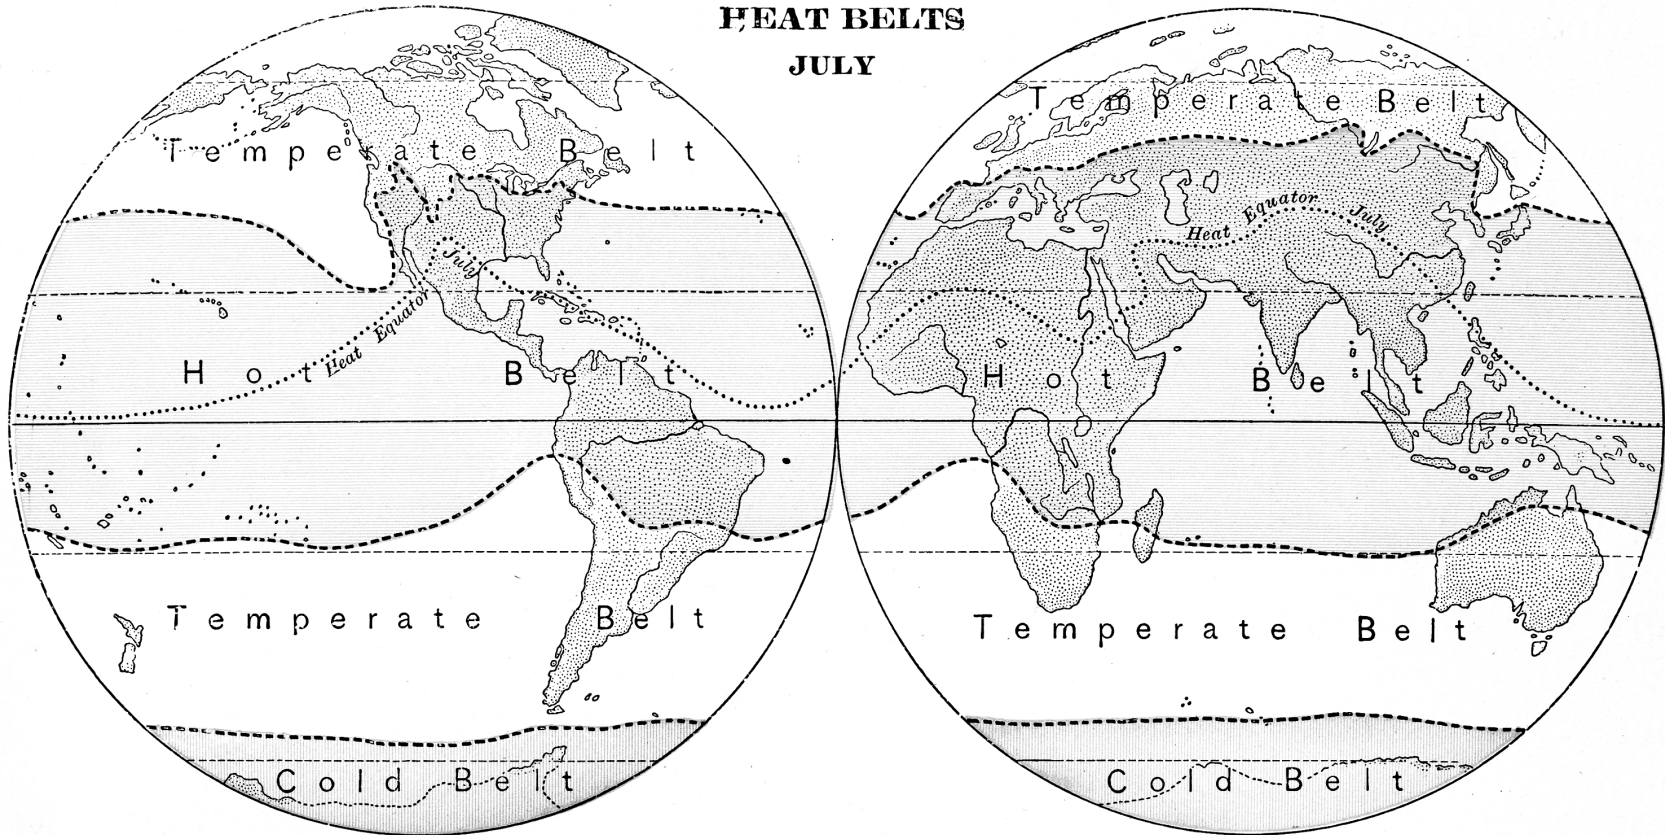 HEAT BELTS
JULY
Temperate Belt
Temperate Belt
Heat Equator July
Heat Equator July
Hot Belt
Hot Belt
Temperate Belt
Temperate Belt
Cold Belt
Cold Belt